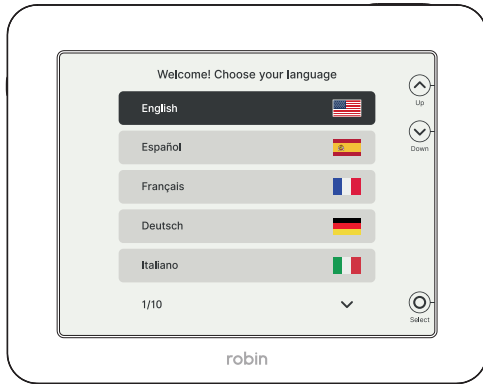 Welcome! Choose your language
English
Up
Español
Down
Français
Deutsch
Italiano
1/10
Select
robin